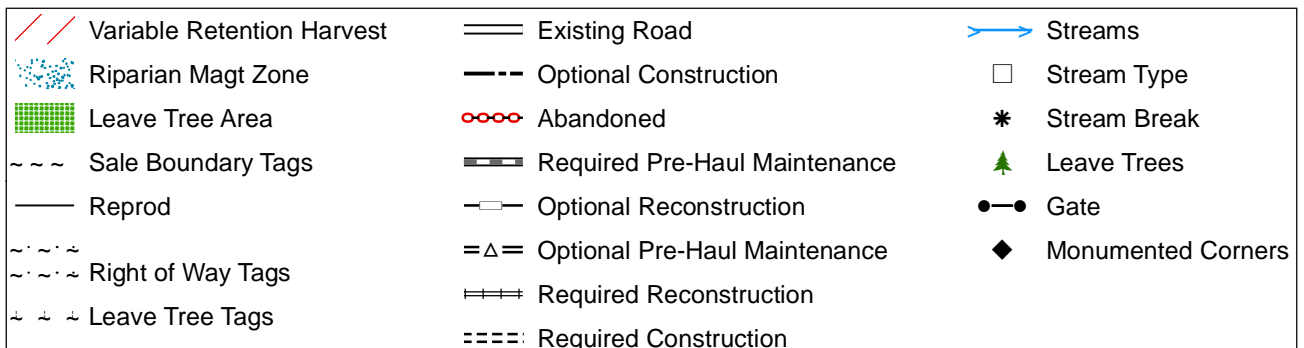 Variable Retention Harvest
Riparian Magt Zone
Leave Tree Area
Sale Boundary Tags
Reprod
Right of Way Tags
Leave Tree Tags
Existing Road
Optional Construction
Abandoned
Required Pre-Haul Maintenance
Optional Reconstruction
Optional Pre-Haul Maintenance
Required Reconstruction
Required Construction
Streams
Stream Type
Stream Break
Leave Trees
Gate
Monumented Corners